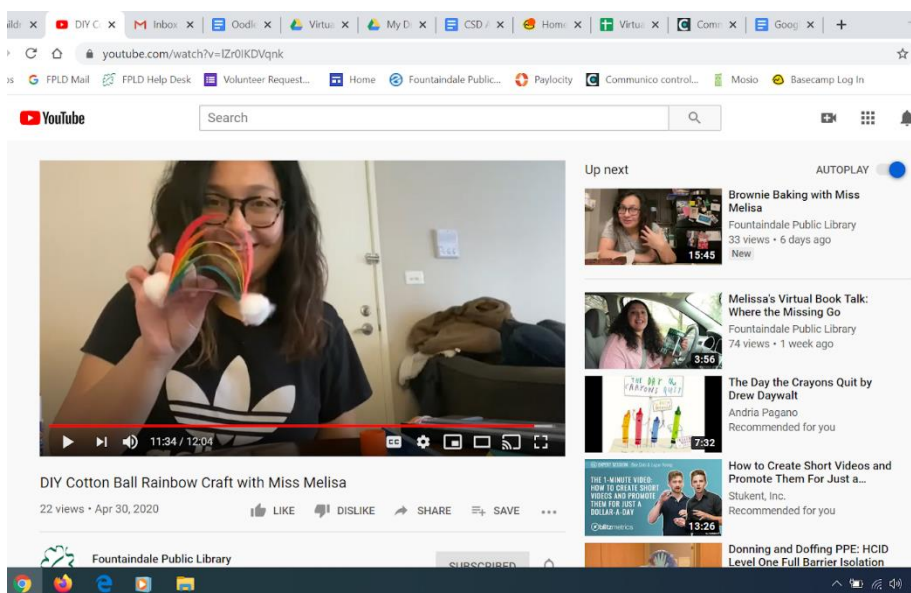 DIY C
Inbox
Oodle
Virtua
My D
CSD /
Home
Virtua
Comm
Goog
youtube.com/watch?v=IZr0IKDVqnk
FPLD Mail
FPLD Help Desk
Volunteer Request...
Home
Fountaindale Public...
Paylocity
Communico control...
Mosio
Basecamp Log In
YouTube
Search
11:34 / 12:04
CC
DIY Cotton Ball Rainbow Craft with Miss Melisa
22 views • Apr 30, 2020
LIKE
DISLIKE
SHARE
SAVE
Fountaindale Public Library
SUBSCRIBED
Up next
AUTOPLAY
Brownie Baking with Miss
Melisa
Fountaindale Public Library
33 views • 6 days ago
New
15:45
Melissa's Virtual Book Talk:
Where the Missing Go
Fountaindale Public Library
74 views • 1 week ago
3:56
THE DAY the
CRAYONS QUIT
The Day the Crayons Quit by
Drew Daywalt
Andria Pagano
Recommended for you
7:32
THE 1-MINUTE VIDEO:
HOW TO CREATE SHORT
VIDEOS AND PROMOTE
THEM FOR JUST A
DOLLAR-A-DAY
blitzmetrics
How to Create Short Videos and
Promote Them For Just a...
Stukent, Inc.
Recommended for you
13:26
Donning and Doffing PPE: HCID
Level One Full Barrier Isolation